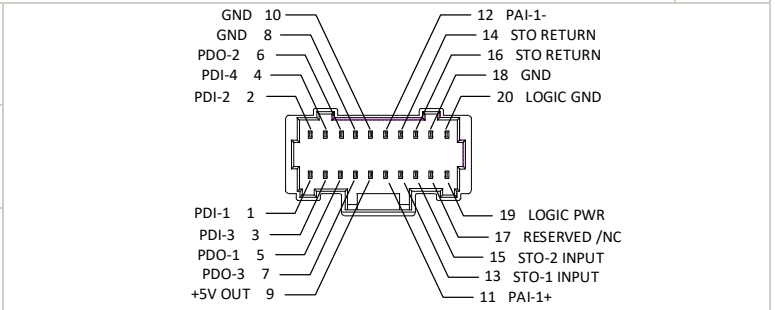 GND 10
GND 8
PDO-2 6
PDI-4 4
PDI-2 2
12 PAI-1-
14 STO RETURN
16 STO RETURN
18 GND
20 LOGIC GND
PDI-1 1
PDI-3 3
PDO-1 5
PDO-3 7
+5V OUT 9
19 LOGIC PWR
17 RESERVED /NC
15 STO-2 INPUT
13 STO-1 INPUT
11 PAI-1+